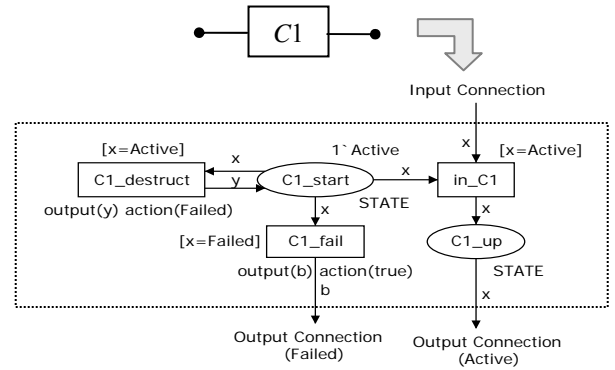 C1
Input Connection
x
[x=Active]
x
1`Active
x
[x=Active]
C1_destruct
y
C1_start
in_C1
output(y) action(Failed)
STATE
x
x
[x=Failed]
C1_fail
C1_up
output(b) action(true)
STATE
b
x
Output Connection
(Failed)
Output Connection
(Active)